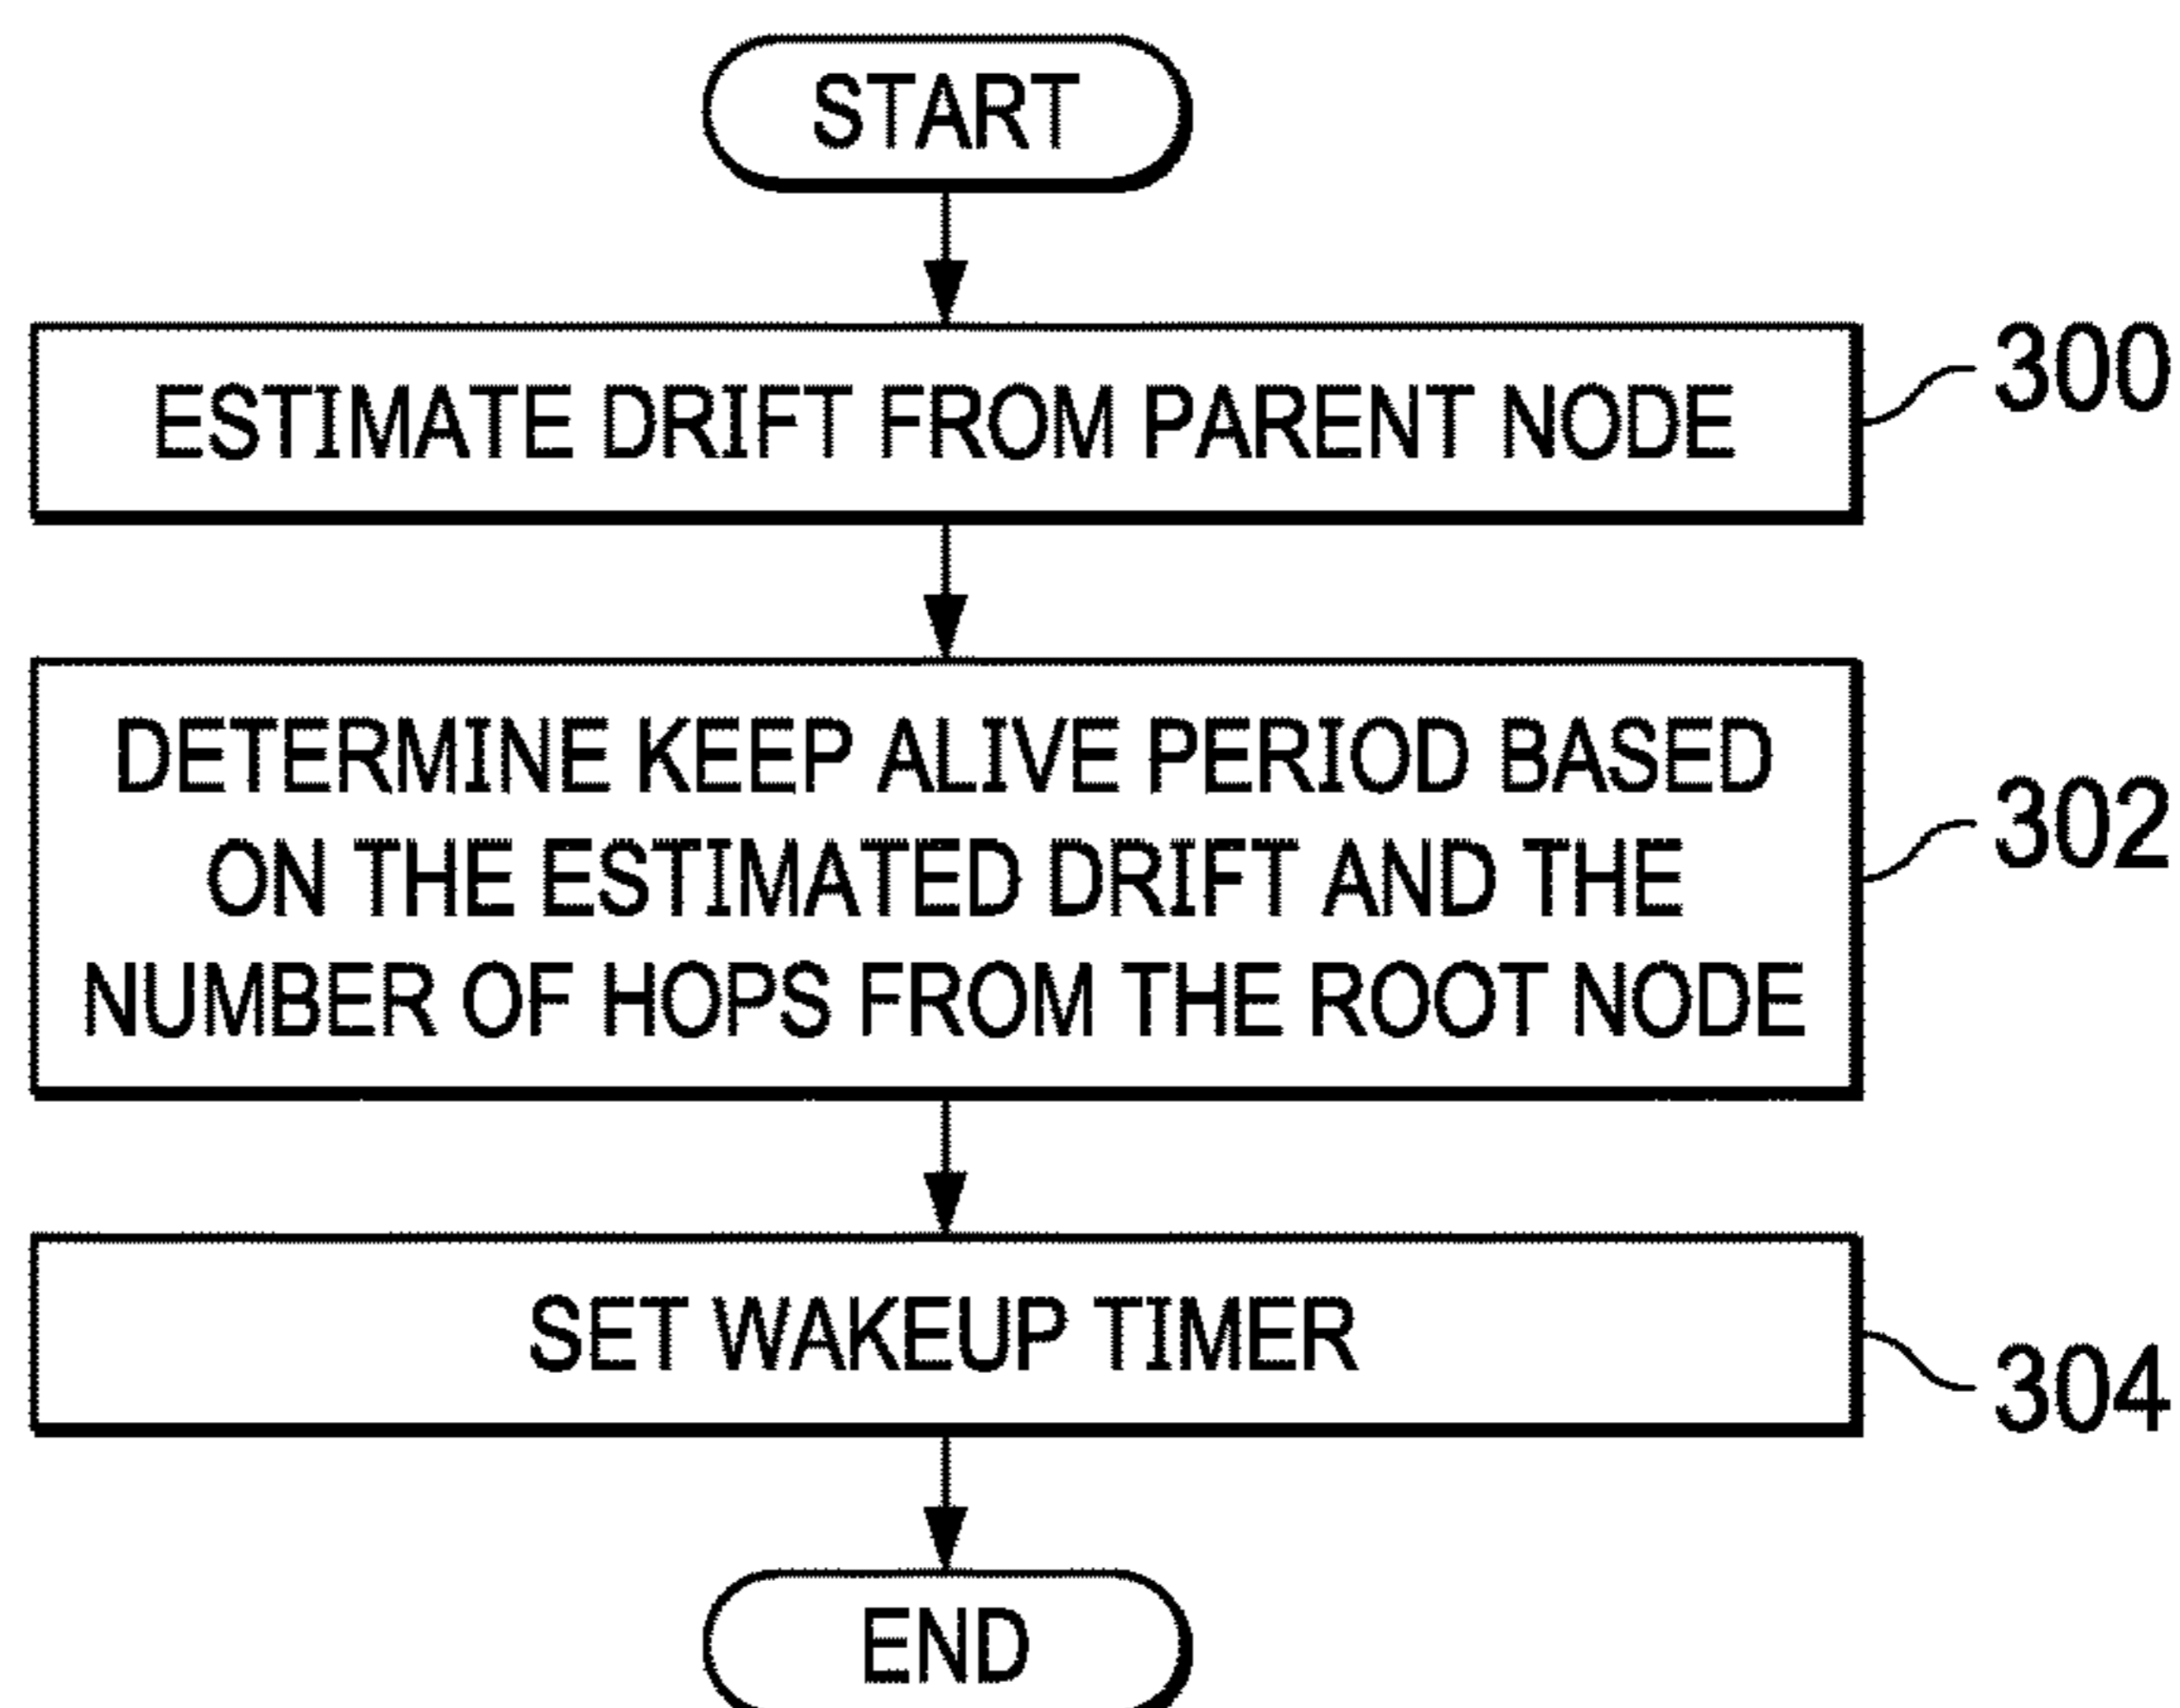 START
ESTIMATE DRIFT FROM PARENT NODE
300
DETERMINE KEEP ALIVE PERIOD BASED
ON THE ESTIMATED DRIFT AND THE
NUMBER OF HOPS FROM THE ROOT NODE
302
SET WAKEUP TIMER
304
END